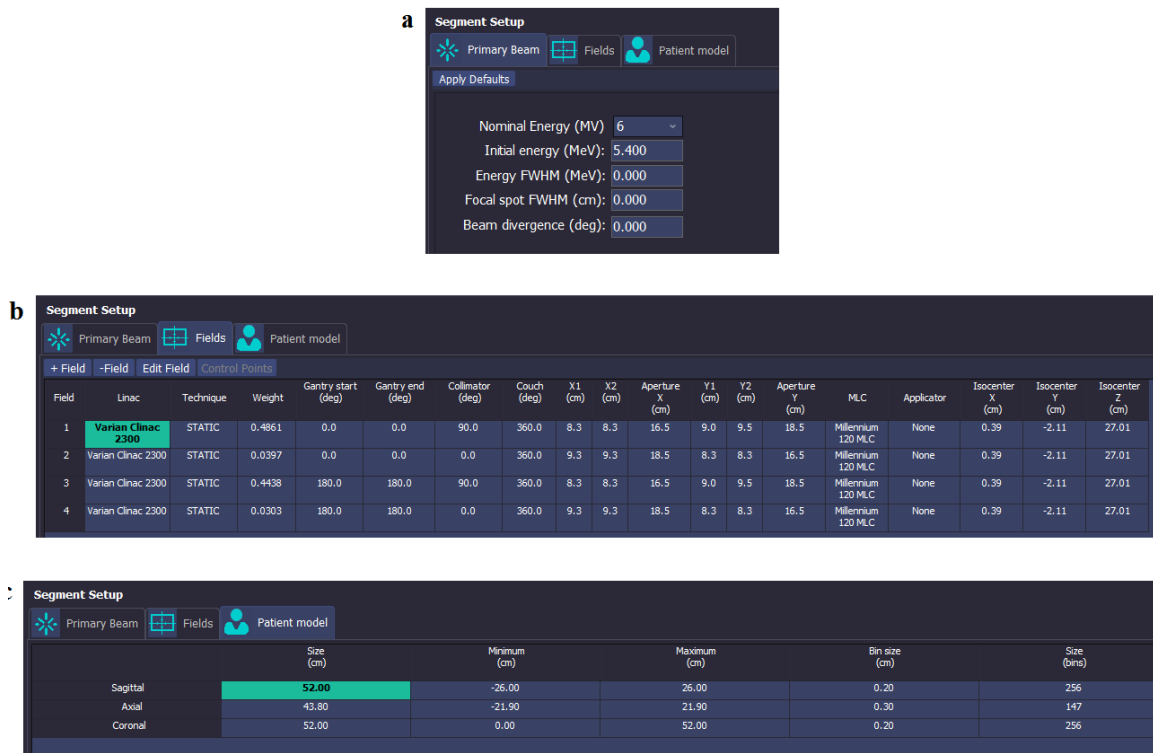 a
Segment Setup
Primary Beam Fields Patient model
Apply Defaults
Nominal Energy (MV) 6
Initial energy (MeV): 5.400
Energy FWHM (MeV): 0.000
Focal spot FWHM (cm): 0.000
Beam divergence (deg): 0.000
b
Segment Setup
Primary Beam Fields Patient model
+ Field -Field Edit Field Control Points
Field Linac Technique Weight Gantry start (deg) Gantry end (deg) Collimator (deg) Couch (deg) X1 (cm) X2 (cm) Aperture X (cm) Y1 (cm) Y2 (cm) Aperture Y (cm) MLC Applicator Isocenter X (cm) Isocenter Y (cm) Isocenter Z (cm)
1 Varian Clinac 2300 STATIC 0.4861 0.0 0.0 90.0 360.0 8.3 8.3 16.5 9.0 9.5 18.5 Millennium 120 MLC None 0.39 -2.11 27.01
2 Varian Clinac 2300 STATIC 0.0397 0.0 0.0 0.0 360.0 9.3 9.3 18.5 8.3 8.3 16.5 Millennium 120 MLC None 0.39 -2.11 27.01
3 Varian Clinac 2300 STATIC 0.4438 180.0 180.0 90.0 360.0 8.3 8.3 16.5 9.0 9.5 18.5 Millennium 120 MLC None 0.39 -2.11 27.01
4 Varian Clinac 2300 STATIC 0.0303 180.0 180.0 0.0 360.0 9.3 9.3 18.5 8.3 8.3 16.5 Millennium 120 MLC None 0.39 -2.11 27.01
c
Segment Setup
Primary Beam Fields Patient model
Size (cm) Minimum (cm) Maximum (cm) Bin size (cm) Size (bins)
Sagittal 52.00 -26.00 26.00 0.20 256
Axial 43.80 -21.90 21.90 0.30 147
Coronal 52.00 0.00 52.00 0.20 256